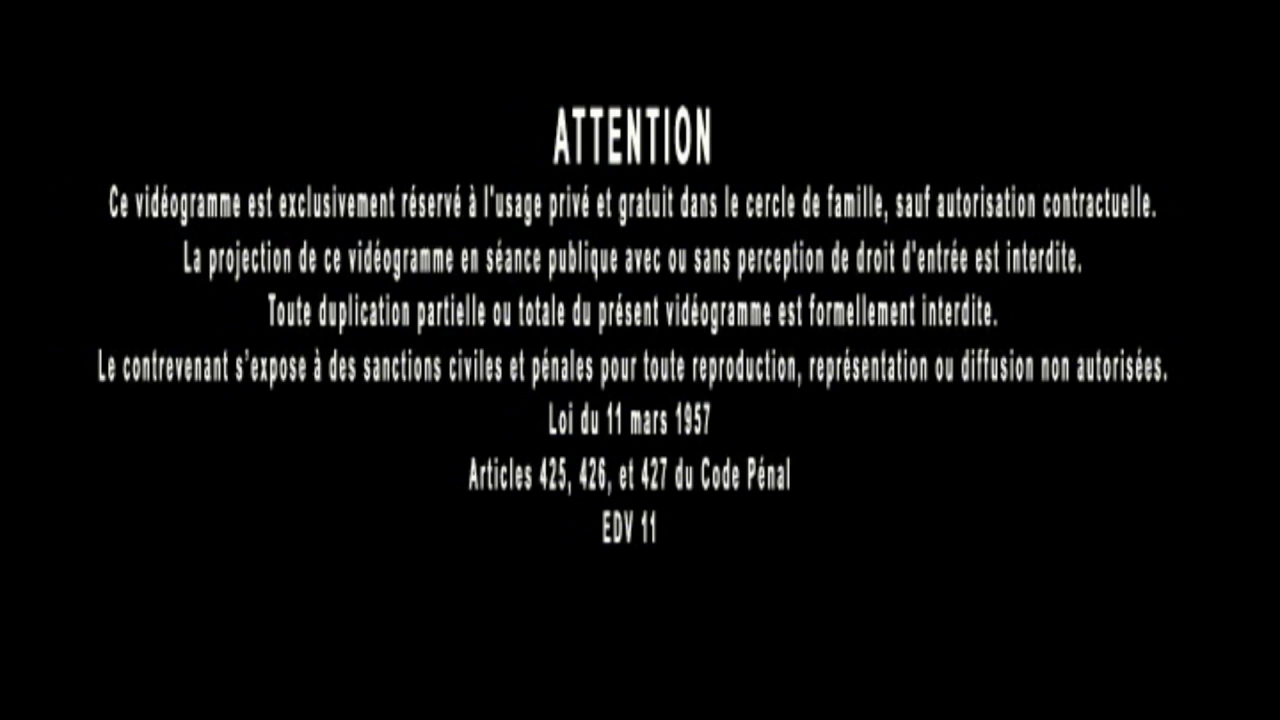 ATTENTION
Ce vidéogramme est exclusivement réservé à l'usage privé et gratuit dans le cercle de famille, sauf autorisation contractuelle.
La projection de ce vidéogramme en séance publique avec ou sans perception de droit d'entrée est interdite.
Toute duplication partielle ou totale du présent vidéogramme est formellement interdite.
Le contrevenant s'expose à des sanctions civiles et pénales pour toute reproduction, représentation ou diffusion non autorisées.
Loi du 11 mars 1957
Articles 425, 426, et 427 du Code Pénal
EDV 11